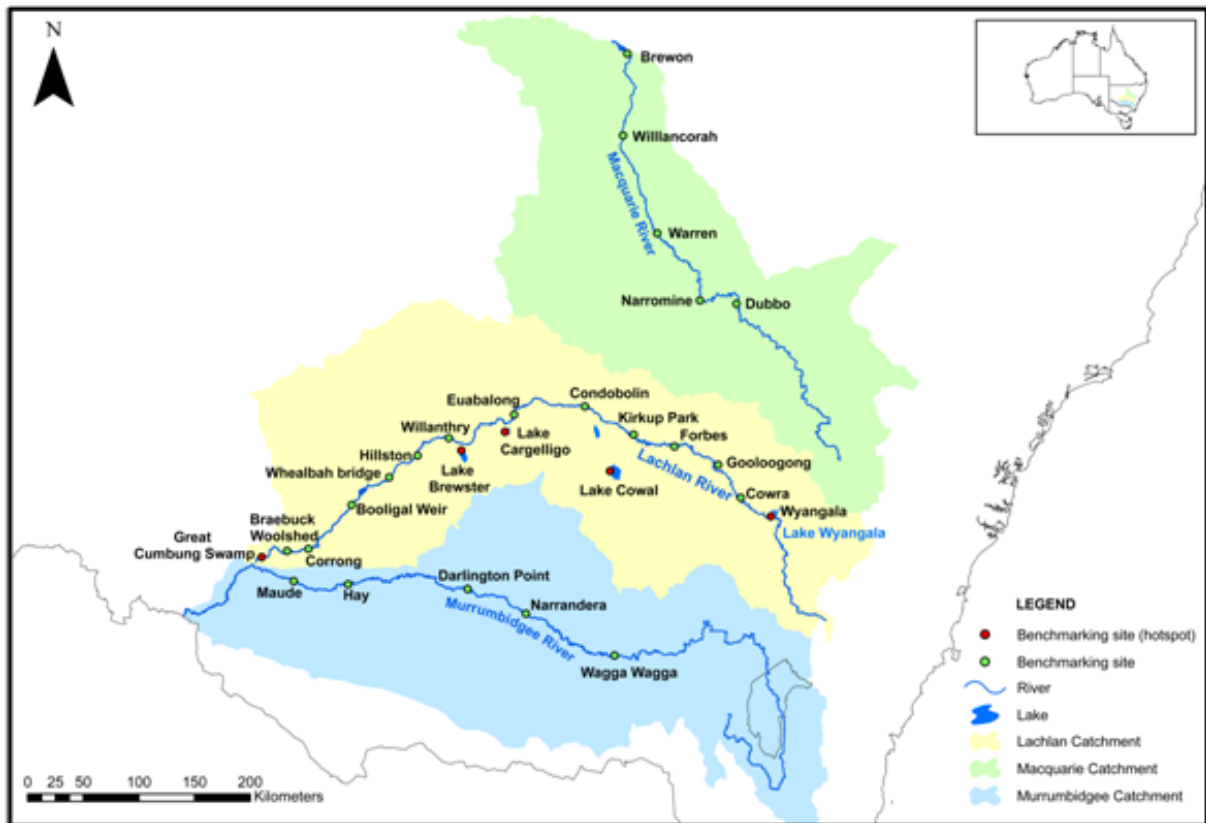 N
Brewon
Willlancorah
Macquarie River
Warren
Narromine
Dubbo
Euabalong
Condobolin
Kirkup Park
Willanthry
Lake
Cargelligo
Forbes
Hillston
Lake
Brewster
Gooloogong
Whealbah bridge
Lachlan River
Lake Cowal
Cowra
Booligal Weir
Wyangala
Lake Wyangala
Braebuck
Woolshed
Great
Cumbung Swamp
Corrong
Maude
Hay
Darlington Point
Narrandera
Murrumbidgee River
Wagga Wagga
LEGEND
Benchmarking site (hotspot)
Benchmarking site
River
Lake
Lachlan Catchment
Macquarie Catchment
Murrumbidgee Catchment
0 25 50 100 150 200
Kilometers